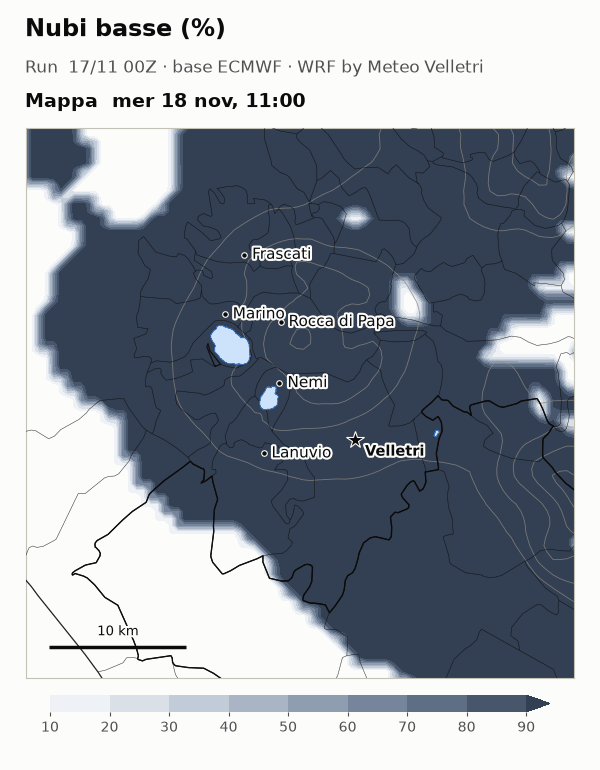 Nubi basse (%)
Run  17/11 00Z · base ECMWF · WRF by Meteo Velletri
Mappa  mer 18 nov, 11:00
Frascati
Marino
Rocca di Papa
Nemi
Velletri
Lanuvio
10 km
10 20 30 40 50 60 70 80 90